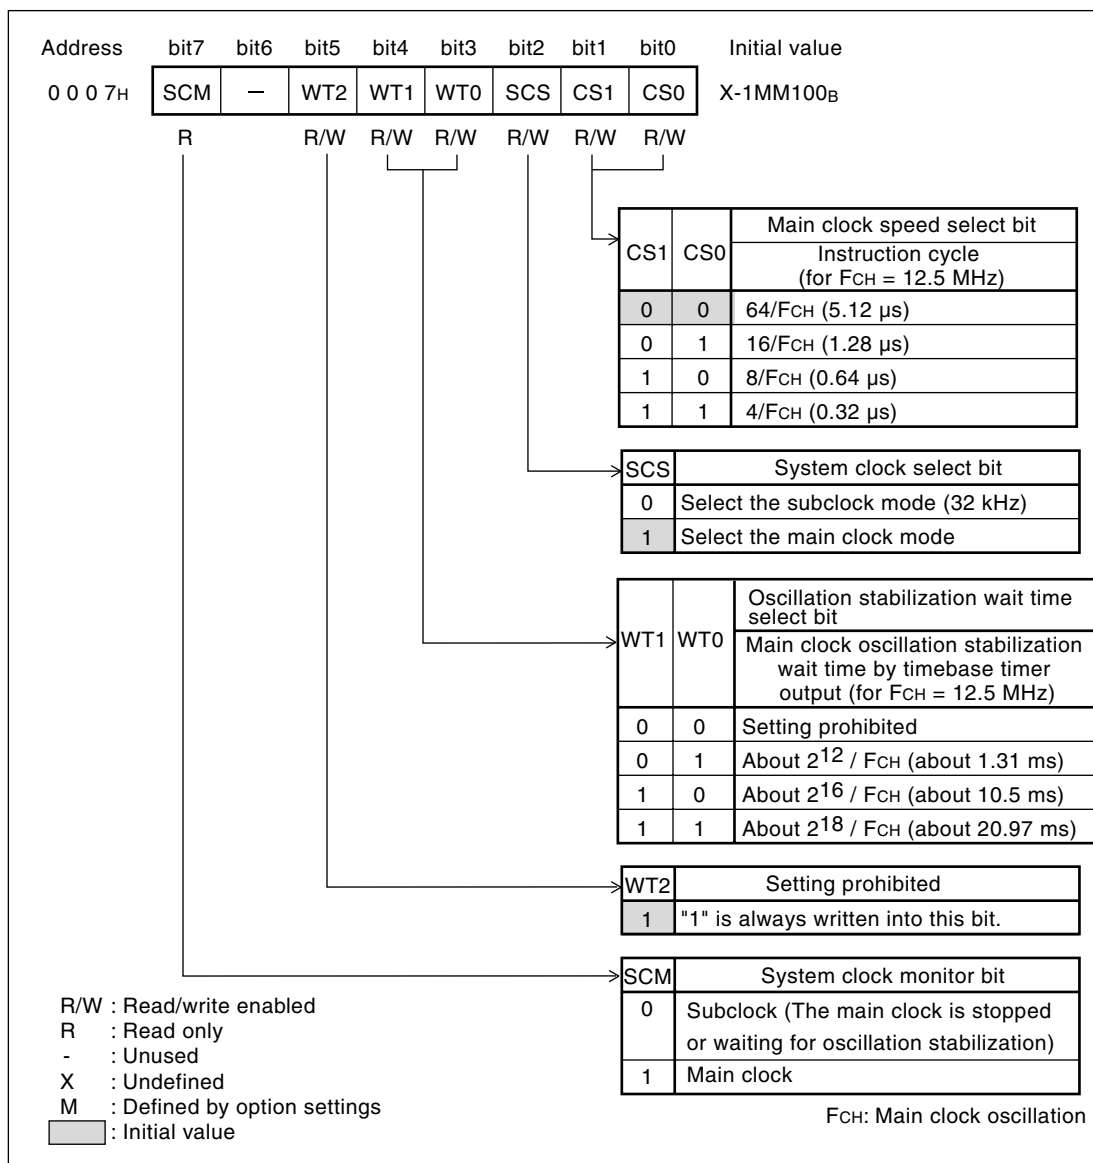 Address bit7 bit6 bit5 bit4 bit3 bit2 bit1 bit0 Initial value
0 0 0 7H SCM — WT2 WT1 WT0 SCS CS1 CS0 X-1MM100B
R R/W R/W R/W R/W R/W R/W
CS1 CS0 Main clock speed select bit
Instruction cycle
(for FCH = 12.5 MHz)
0 0 64/FCH (5.12 µs)
0 1 16/FCH (1.28 µs)
1 0 8/FCH (0.64 µs)
1 1 4/FCH (0.32 µs)
SCS System clock select bit
0 Select the subclock mode (32 kHz)
1 Select the main clock mode
WT1 WT0 Oscillation stabilization wait time
select bit
Main clock oscillation stabilization
wait time by timebase timer
output (for FCH = 12.5 MHz)
0 0 Setting prohibited
0 1 About 2^12 / FCH (about 1.31 ms)
1 0 About 2^16 / FCH (about 10.5 ms)
1 1 About 2^18 / FCH (about 20.97 ms)
WT2 Setting prohibited
1 "1" is always written into this bit.
SCM System clock monitor bit
0 Subclock (The main clock is stopped
or waiting for oscillation stabilization)
1 Main clock
R/W : Read/write enabled
R : Read only
- : Unused
X : Undefined
M : Defined by option settings
: Initial value
FCH: Main clock oscillation